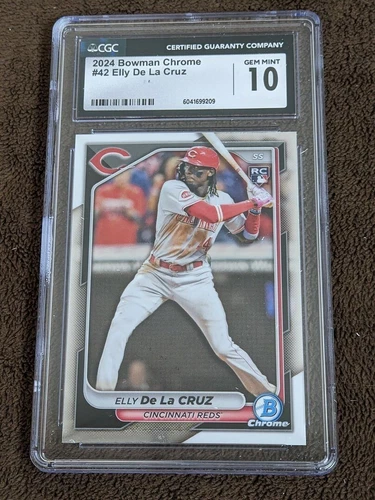 CGC
CERTIFIED GUARANTY COMPANY
2024 Bowman Chrome
#42 Elly De La Cruz
GEM MINT
10
6041699209
C
SS
RC
ELLY DE LA CRUZ
CINCINNATI REDS
B
Chrome